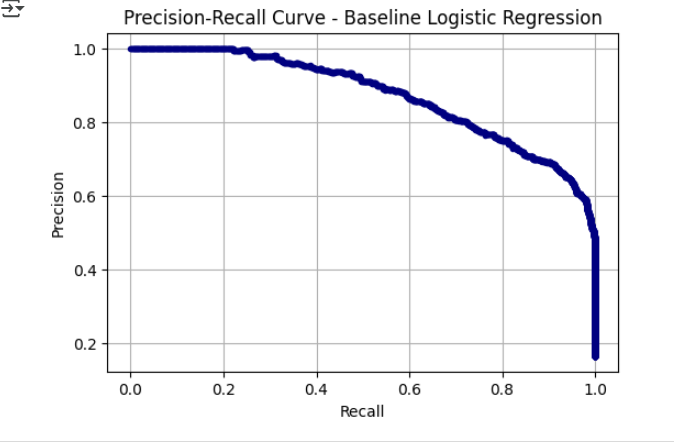 Precision-Recall Curve - Baseline Logistic Regression
1.0
0.8
0.6
0.4
0.2
Precision
0.0 0.2 0.4 0.6 0.8 1.0
Recall